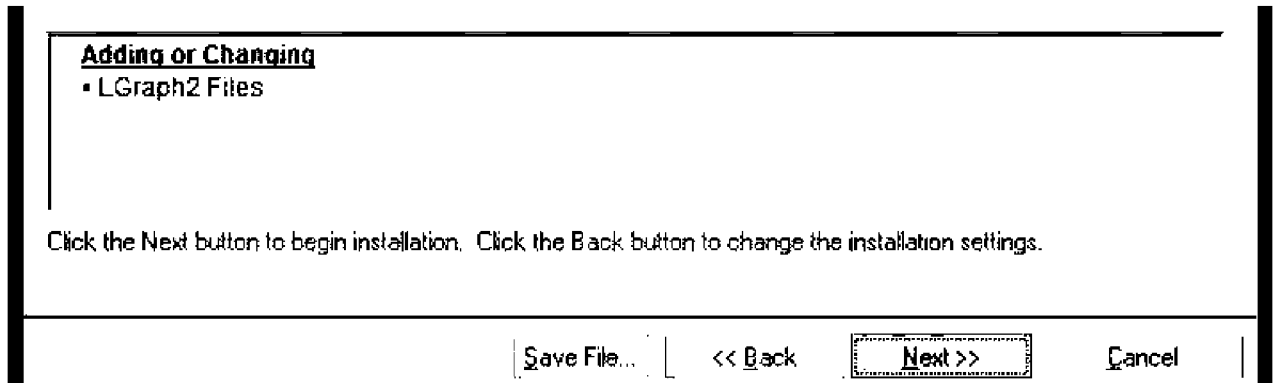 Adding or Changing
▪ LGraph2 Files
Click the Next button to begin installation. Click the Back button to change the installation settings.
Save File... << Back Next >> Cancel